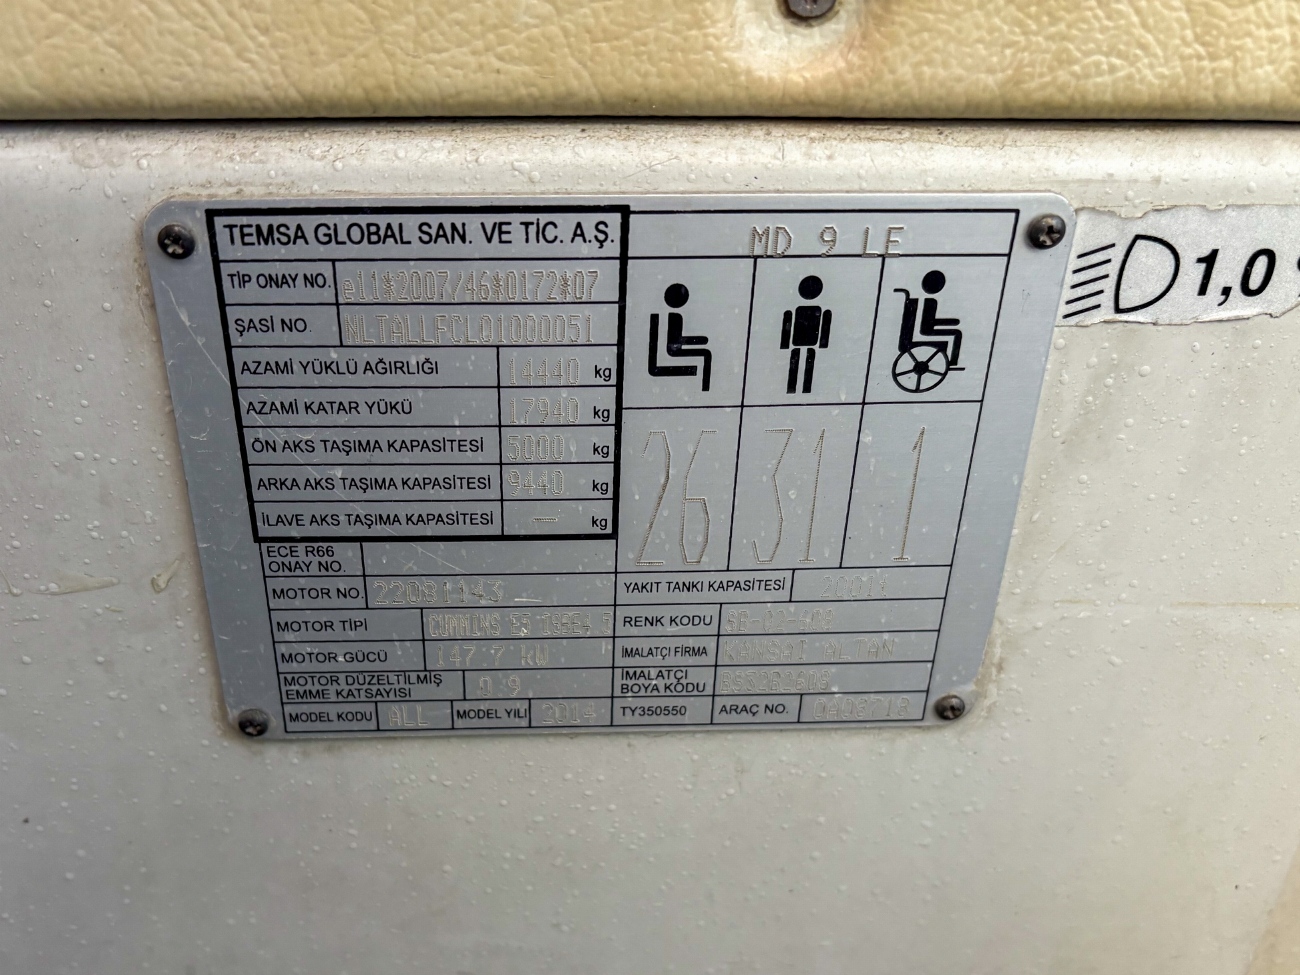 TEMSA GLOBAL SAN. VE TİC. A.Ş.
MD 9 LE
TİP ONAY NO. e11*2007/46*0172*07
ŞASİ NO. NLTALLFCL01000051
AZAMİ YÜKLÜ AĞIRLIĞI 14440 kg
AZAMİ KATAR YÜKÜ 17940 kg
ÖN AKS TAŞIMA KAPASİTESİ 5000 kg
ARKA AKS TAŞIMA KAPASİTESİ 9440 kg
İLAVE AKS TAŞIMA KAPASİTESİ — kg
26 31 1
ECE R66
ONAY NO.
MOTOR NO. 22081143
MOTOR TİPİ CUMMINS E5
MOTOR GÜCÜ 147.7 kW
MOTOR DÜZELTİLMİŞ
EMME KATSAYISI 0.9
MODEL KODU ALL MODEL YILI 2014
YAKIT TANKI KAPASİTESİ 200lt
RENK KODU
İMALATÇI FİRMA KANSAI ALTAN
İMALATÇI
BOYA KODU
TY350550 ARAÇ NO.
1,0